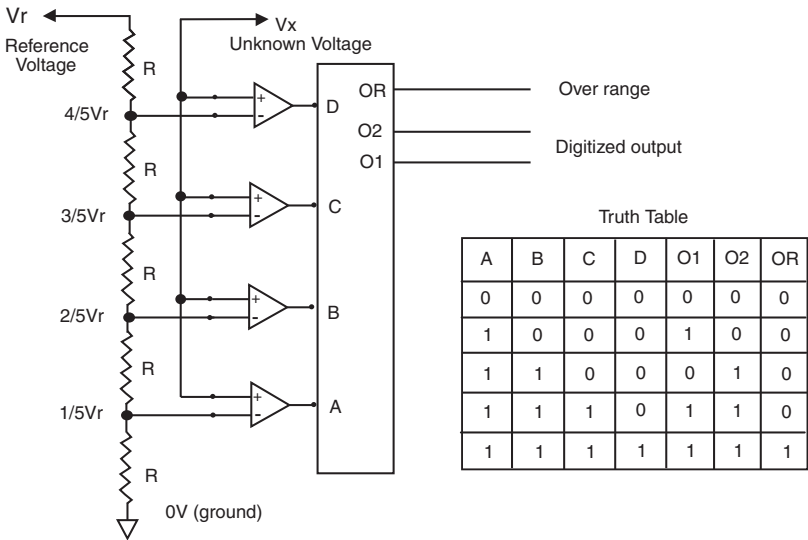 Vr
Reference
Voltage
R
4/5Vr
R
3/5Vr
R
2/5Vr
R
1/5Vr
R
0V (ground)
Vx
Unknown Voltage
+
-
D
+
-
C
+
-
B
+
-
A
OR
O2
O1
Over range
Digitized output
Truth Table
A B C D O1 O2 OR
0 0 0 0 0 0 0
1 0 0 0 1 0 0
1 1 0 0 0 1 0
1 1 1 0 1 1 0
1 1 1 1 1 1 1